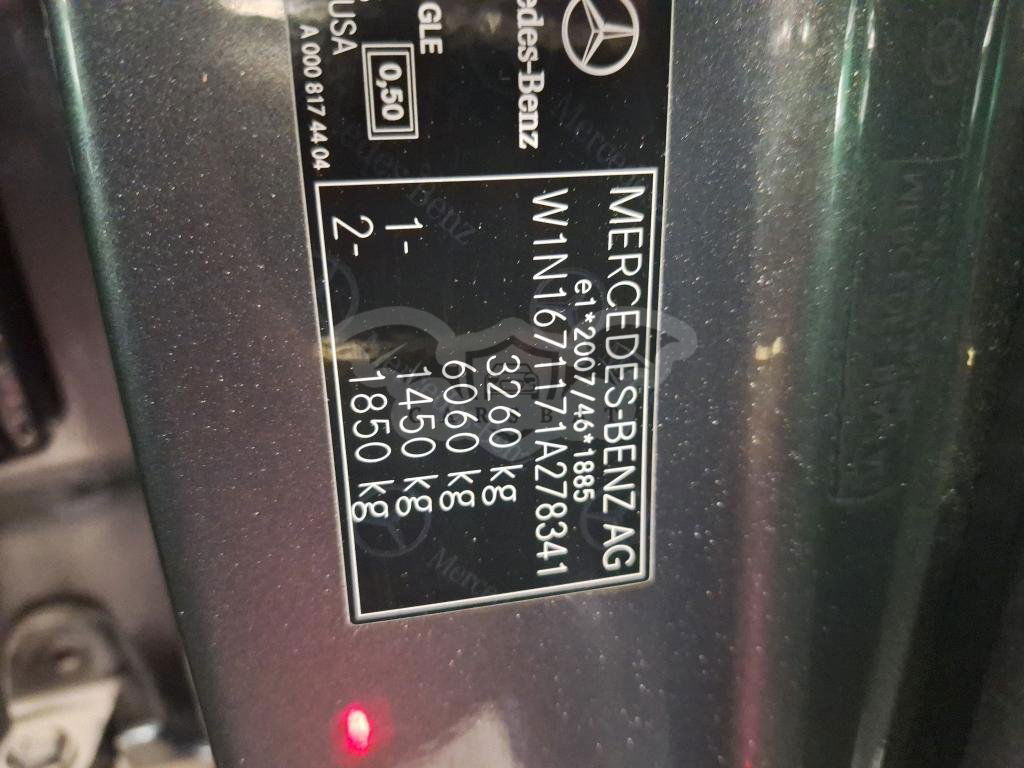 Mercedes-Benz
GLE
0,50
USA
A 000 817 44 04
MERCEDES-BENZ AG
e1*2007/46*1885
W1N1671171A278341
3260 kg
6060 kg
1- 1450 kg
2- 1850 kg